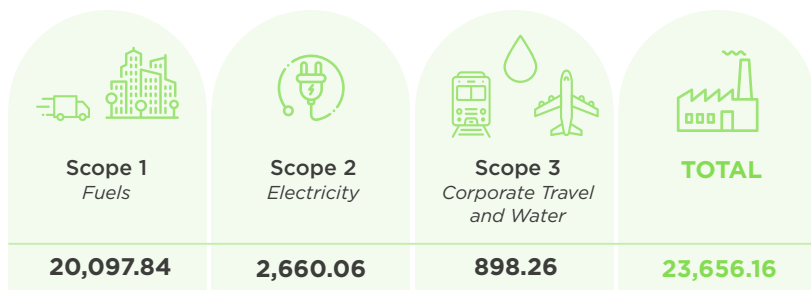 Scope 1
Fuels
20,097.84
Scope 2
Electricity
2,660.06
Scope 3
Corporate Travel
and Water
898.26
TOTAL
23,656.16